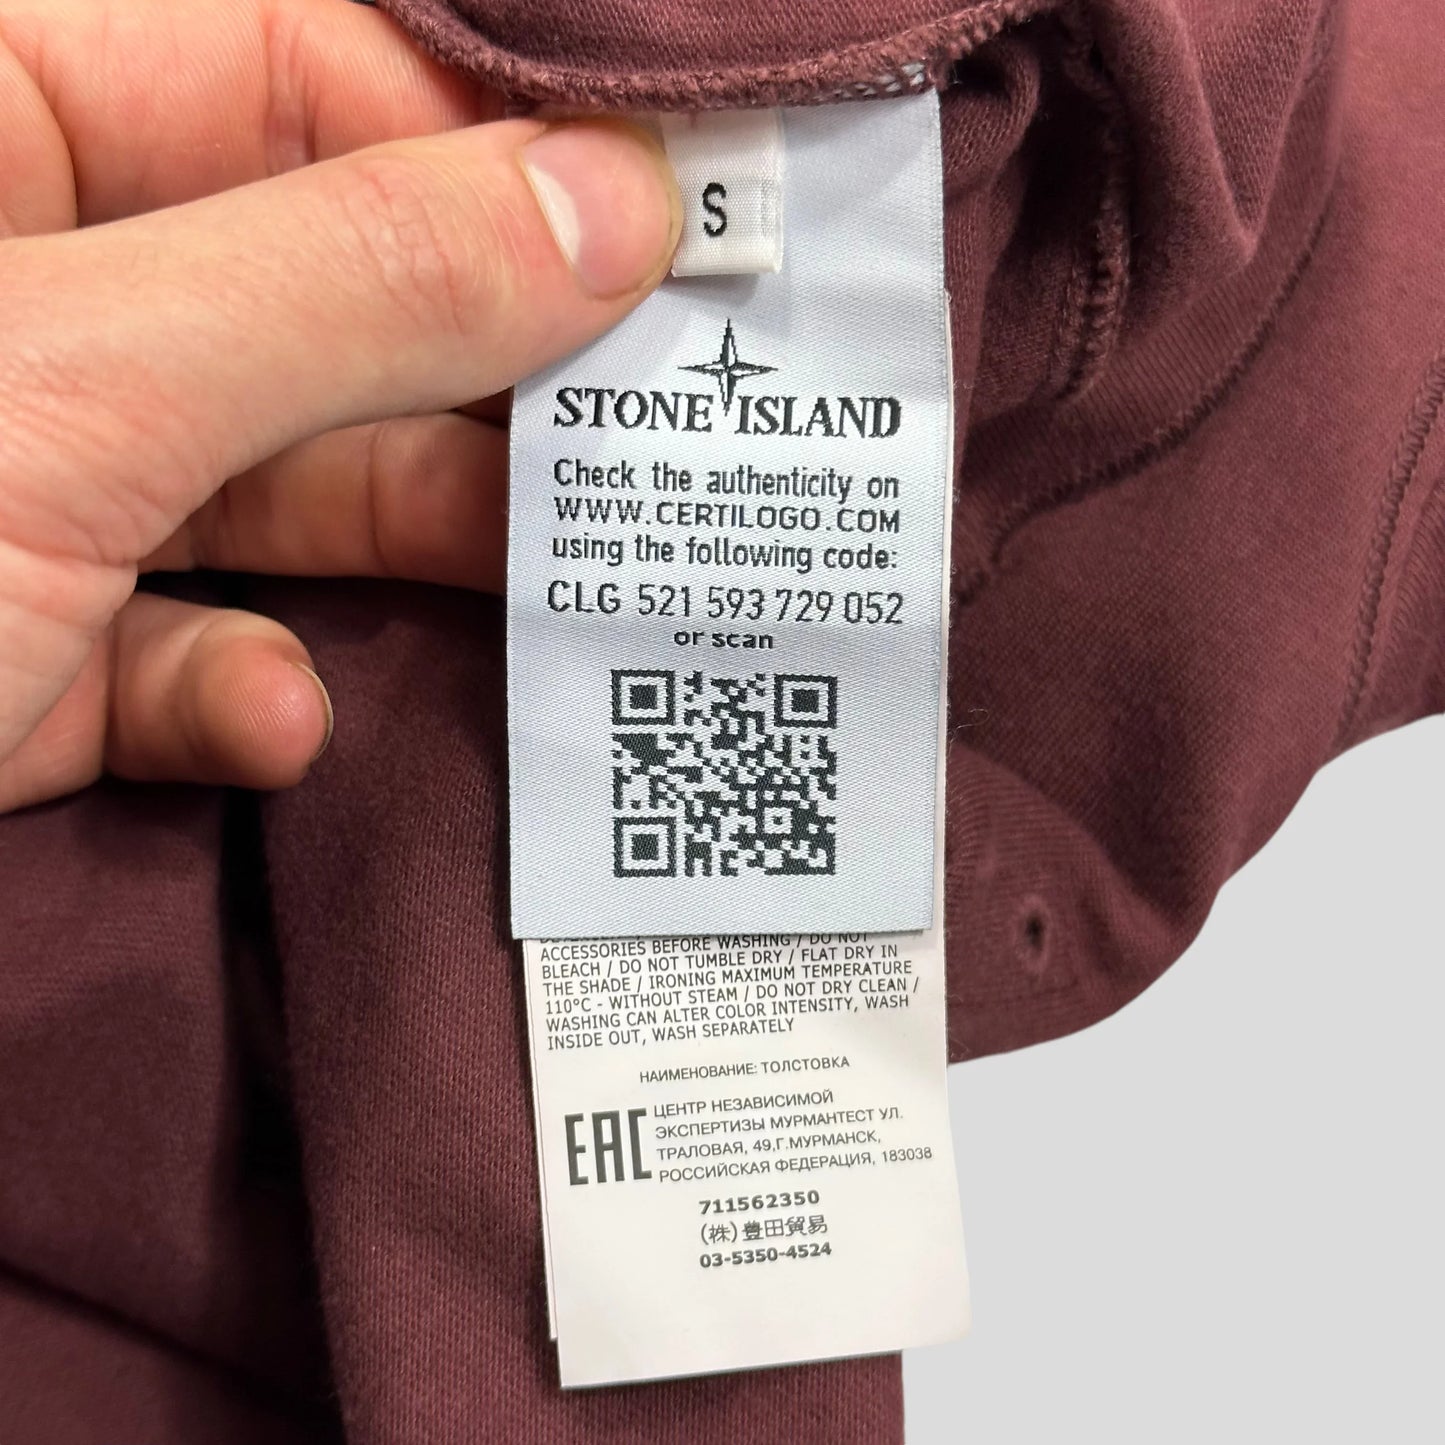 S
STONE ISLAND
Check the authenticity on
WWW.CERTILOGO.COM
using the following code:
CLG 521 593 729 052
or scan
ACCESSORIES BEFORE WASHING / DO NOT
BLEACH / DO NOT TUMBLE DRY / FLAT DRY IN
THE SHADE / IRONING MAXIMUM TEMPERATURE
110°C - WITHOUT STEAM / DO NOT DRY CLEAN /
WASHING CAN ALTER COLOR INTENSITY, WASH
INSIDE OUT, WASH SEPARATELY
НАИМЕНОВАНИЕ: ТОЛСТОВКА
EAC
ЦЕНТР НЕЗАВИСИМОЙ
ЭКСПЕРТИЗЫ МУРМАНТЕСТ УЛ.
ТРАЛОВАЯ, 49,Г.МУРМАНСК,
РОССИЙСКАЯ ФЕДЕРАЦИЯ, 183038
711562350
(株)豊田貿易
03-5350-4524